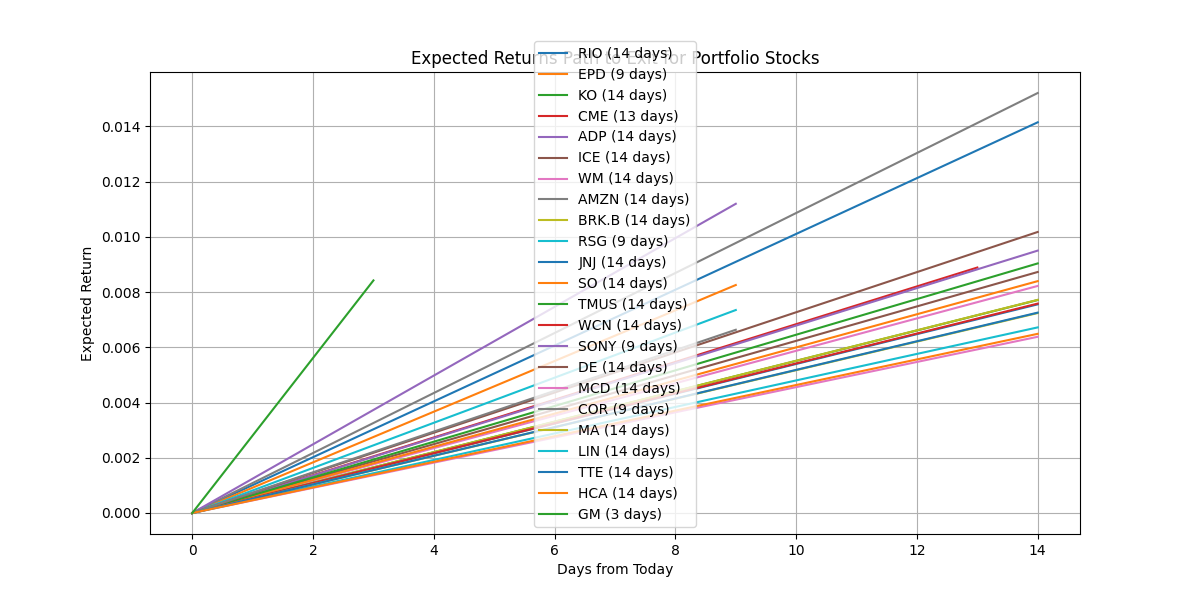 Expected Returns Path to Exit for Portfolio Stocks
RIO (14 days)
EPD (9 days)
KO (14 days)
CME (13 days)
ADP (14 days)
ICE (14 days)
WM (14 days)
AMZN (14 days)
BRK.B (14 days)
RSG (9 days)
JNJ (14 days)
SO (14 days)
TMUS (14 days)
WCN (14 days)
SONY (9 days)
DE (14 days)
MCD (14 days)
COR (9 days)
MA (14 days)
LIN (14 days)
TTE (14 days)
HCA (14 days)
GM (3 days)
Expected Return
0.014
0.012
0.010
0.008
0.006
0.004
0.002
0.000
0 2 4 6 8 10 12 14
Days from Today